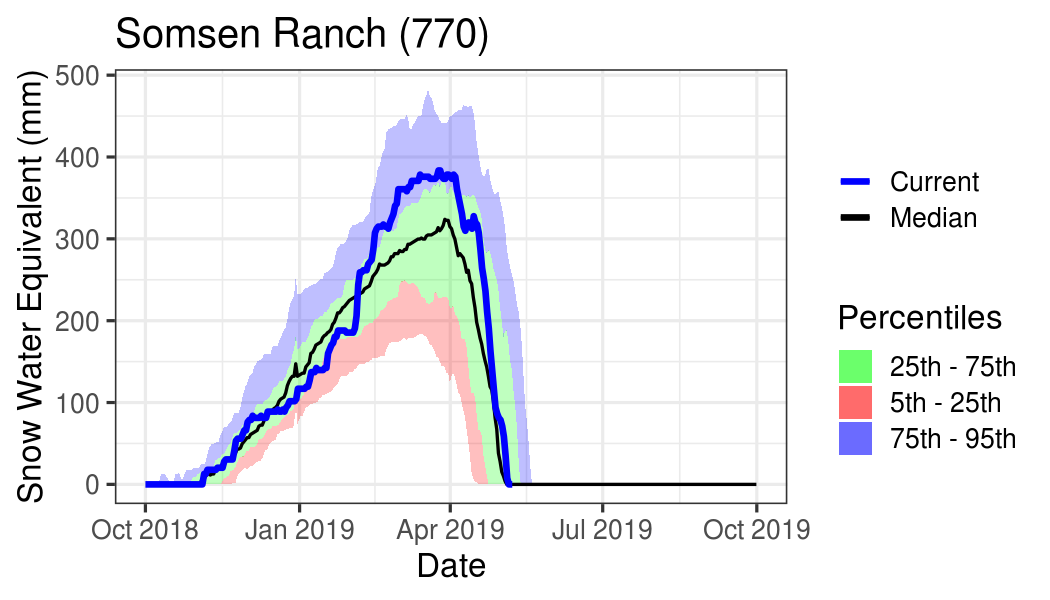 Somsen Ranch (770)
Snow Water Equivalent (mm)
500
400
300
200
100
0
Oct 2018
Jan 2019
Apr 2019
Jul 2019
Oct 2019
Date
Current
Median
Percentiles
25th - 75th
5th - 25th
75th - 95th